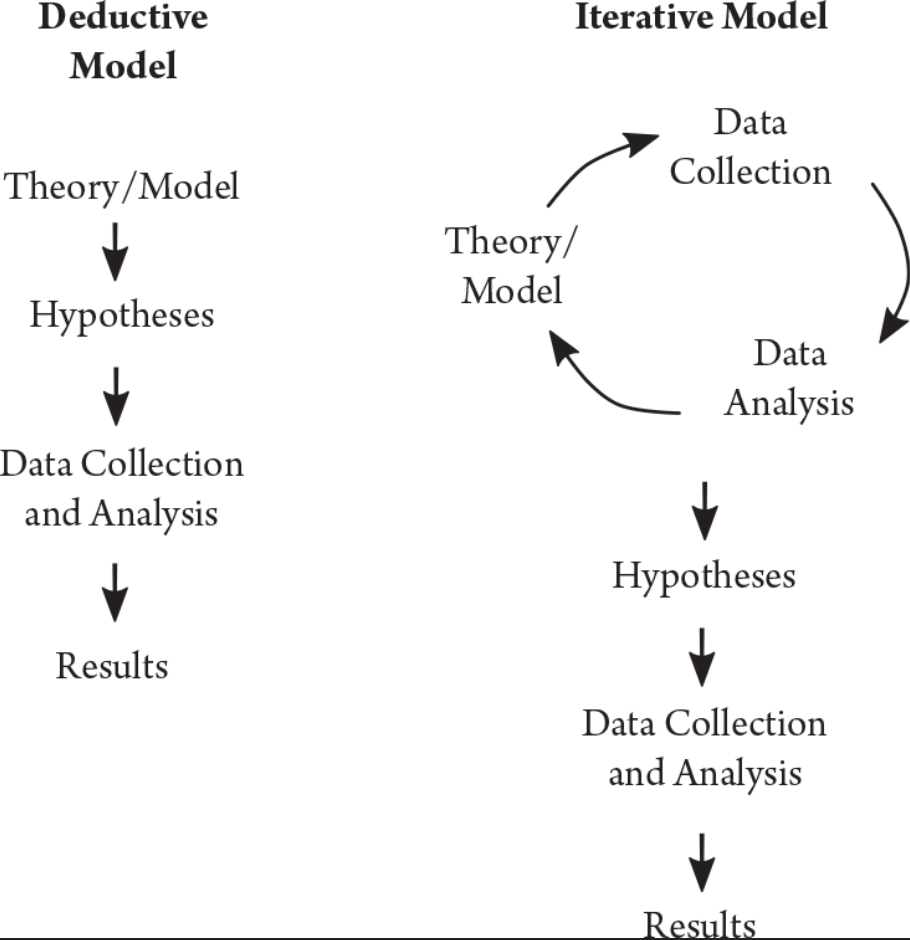 Deductive
Model
Theory/Model
Hypotheses
Data Collection
and Analysis
Results
Iterative Model
Data
Collection
Theory/
Model
Data
Analysis
Hypotheses
Data Collection
and Analysis
Results